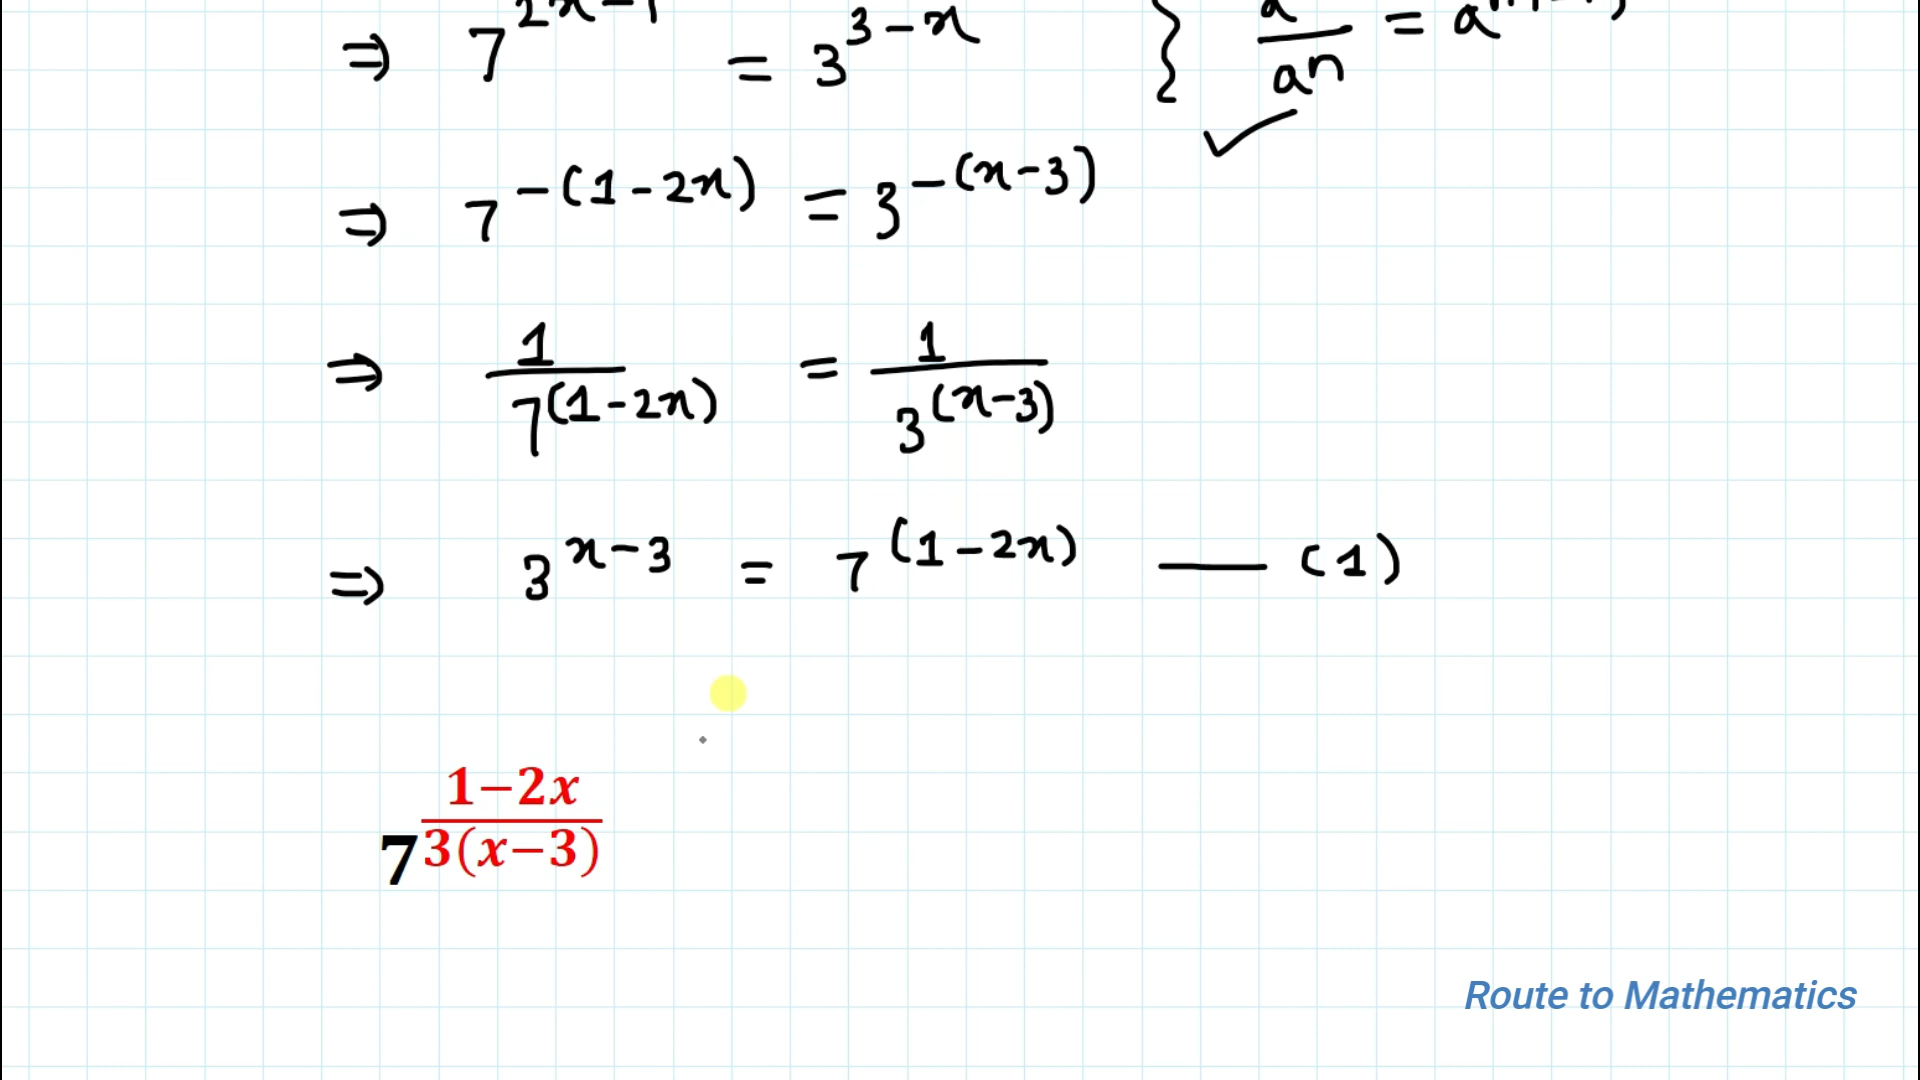 ⇒ 7^{2x-1} = 3^{3-x} { a/a^n = a
⇒ 7^{-(1-2x)} = 3^{-(x-3)}
⇒ 1/7^{(1-2x)} = 1/3^{(x-3)}
⇒ 3^{x-3} = 7^{(1-2x)} — (1)
7^{(1-2x)/(3(x-3))}
Route to Mathematics